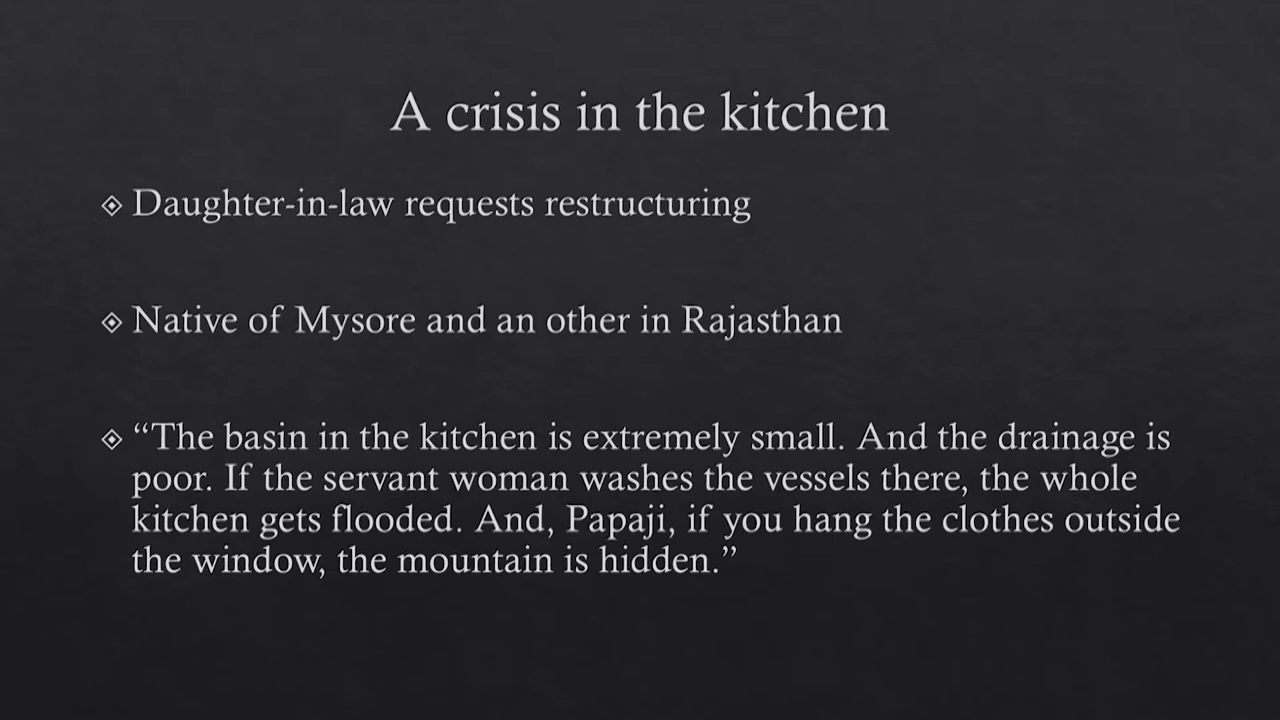 A crisis in the kitchen
Daughter-in-law requests restructuring
Native of Mysore and an other in Rajasthan
“The basin in the kitchen is extremely small. And the drainage is
poor. If the servant woman washes the vessels there, the whole
kitchen gets flooded. And, Papaji, if you hang the clothes outside
the window, the mountain is hidden.”